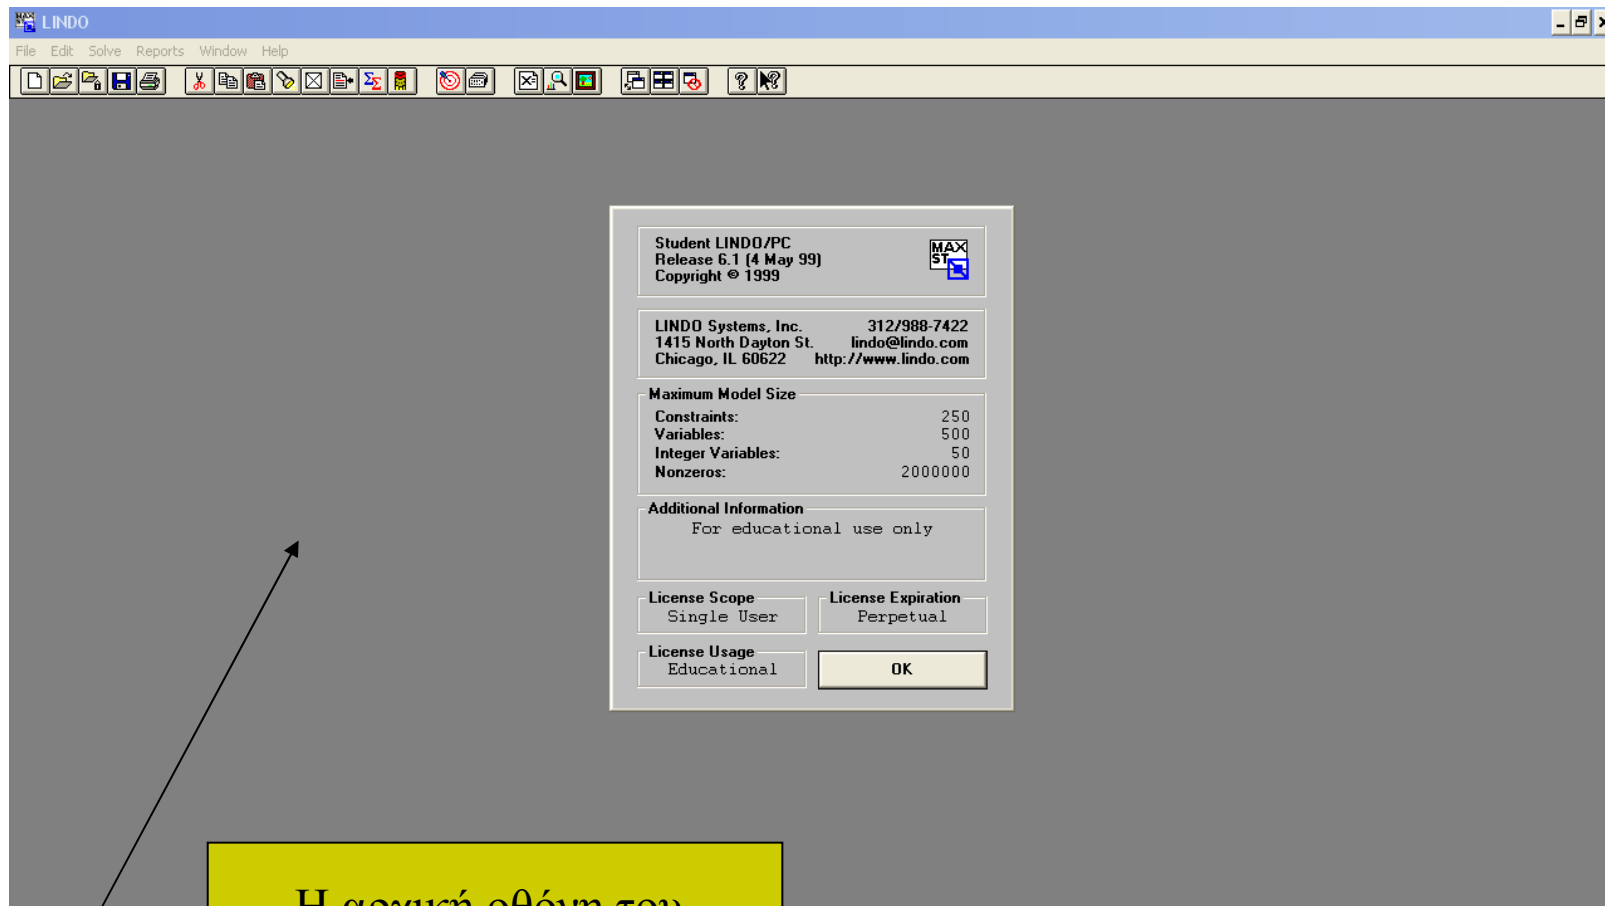 LINDO
File Edit Solve Reports Window Help
Student LINDO/PC
Release 6.1 (4 May 99)
Copyright © 1999
MAX
ST
LINDO Systems, Inc. 312/988-7422
1415 North Dayton St. lindo@lindo.com
Chicago, IL 60622 http://www.lindo.com
Maximum Model Size
Constraints: 250
Variables: 500
Integer Variables: 50
Nonzeros: 2000000
Additional Information
For educational use only
License Scope License Expiration
Single User Perpetual
License Usage
Educational OK
Η αρχική οθόνη του